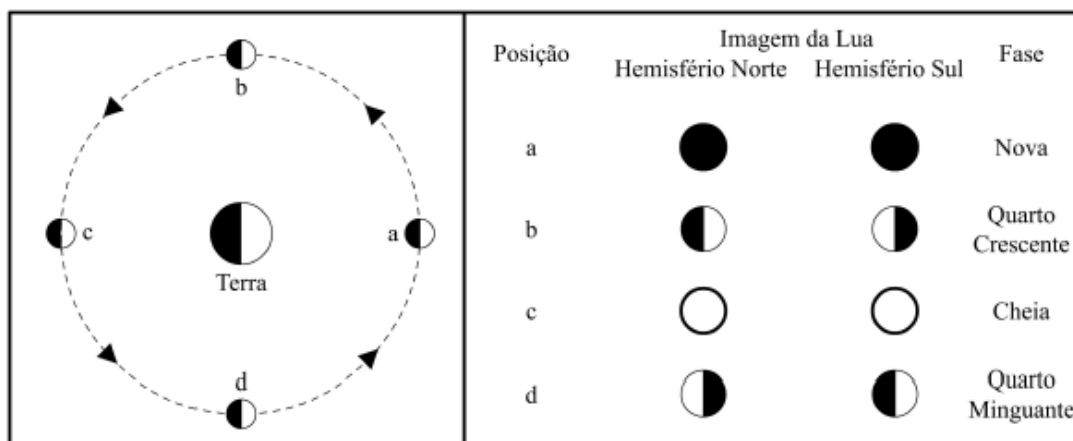 b
c
a
Terra
d
Posição
Imagem da Lua
Hemisfério Norte
Hemisfério Sul
Fase
a
Nova
b
Quarto
Crescente
c
Cheia
d
Quarto
Minguante